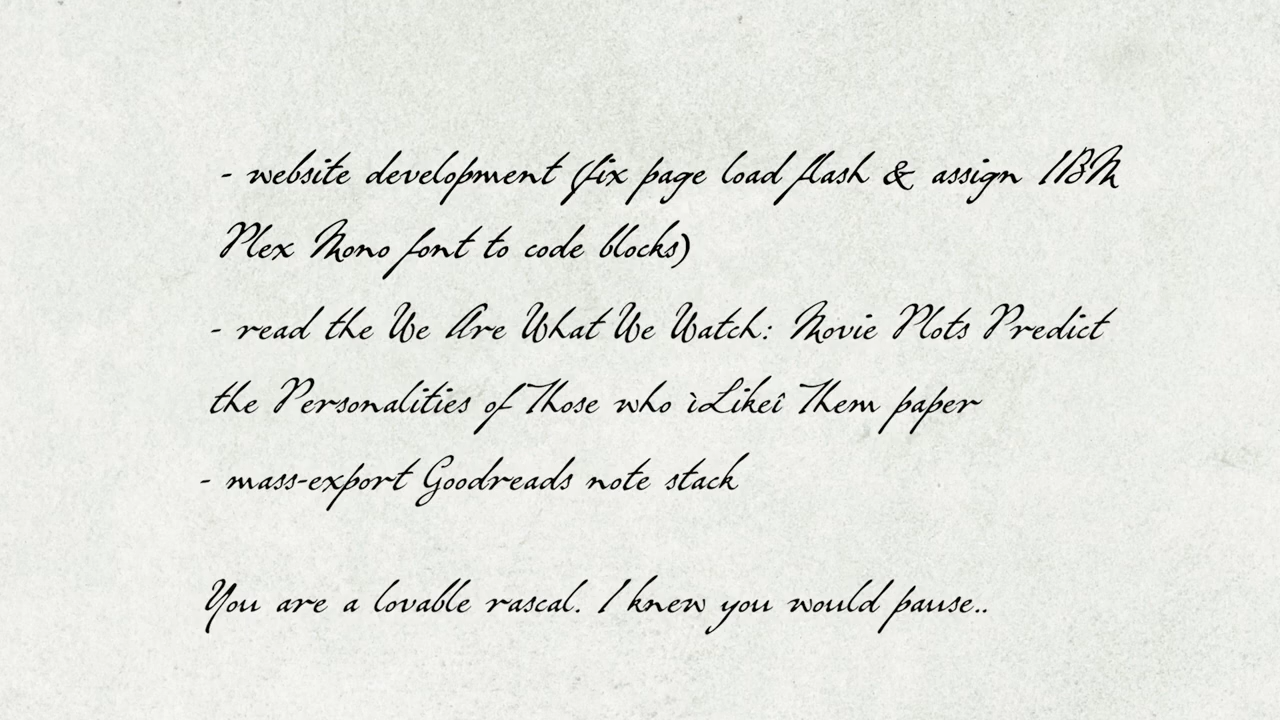 - website development (fix page load flash & assign IBM
Plex Mono font to code blocks)
- read the We Are What We Watch: Movie Plots Predict
the Personalities of Those who ìLikeî Them paper
- mass-export Goodreads note stack
You are a lovable rascal. I knew you would pause..